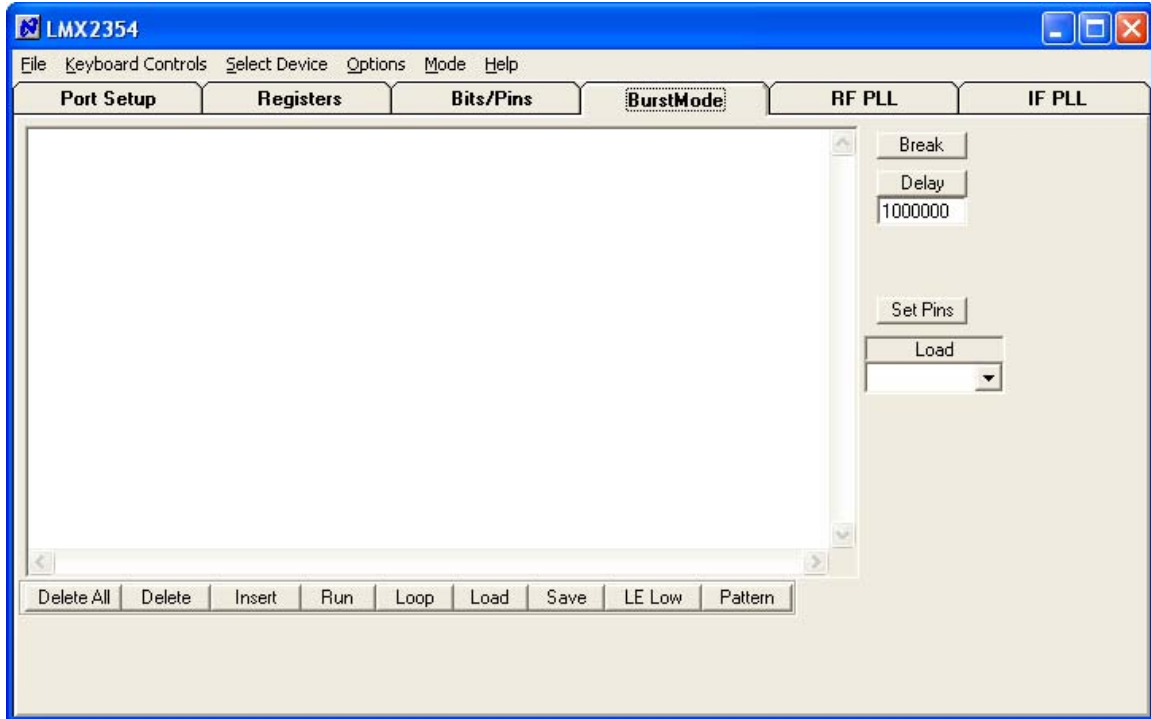 LMX2354
File Keyboard Controls Select Device Options Mode Help
Port Setup Registers Bits/Pins BurstMode RF PLL IF PLL
Break
Delay
1000000
Set Pins
Load
Delete All Delete Insert Run Loop Load Save LE Low Pattern